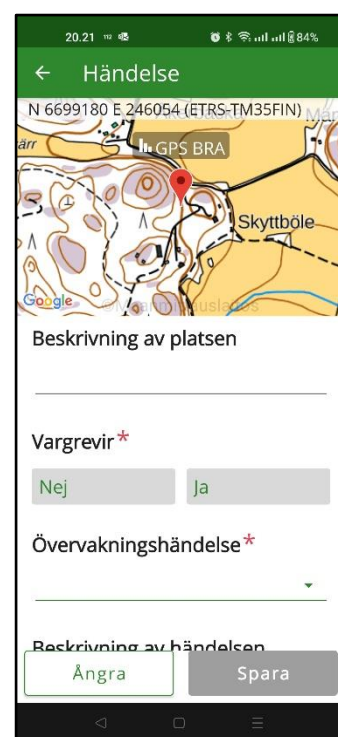 20.21 84%
Händelse
N 6699180 E 246054 (ETRS-TM35FIN)
ärr
GPS BRA
Skyttböle
Google
Beskrivning av platsen
Vargrevir*
Nej Ja
Övervakningshändelse*
Beskrivning av händelsen
Ångra Spara